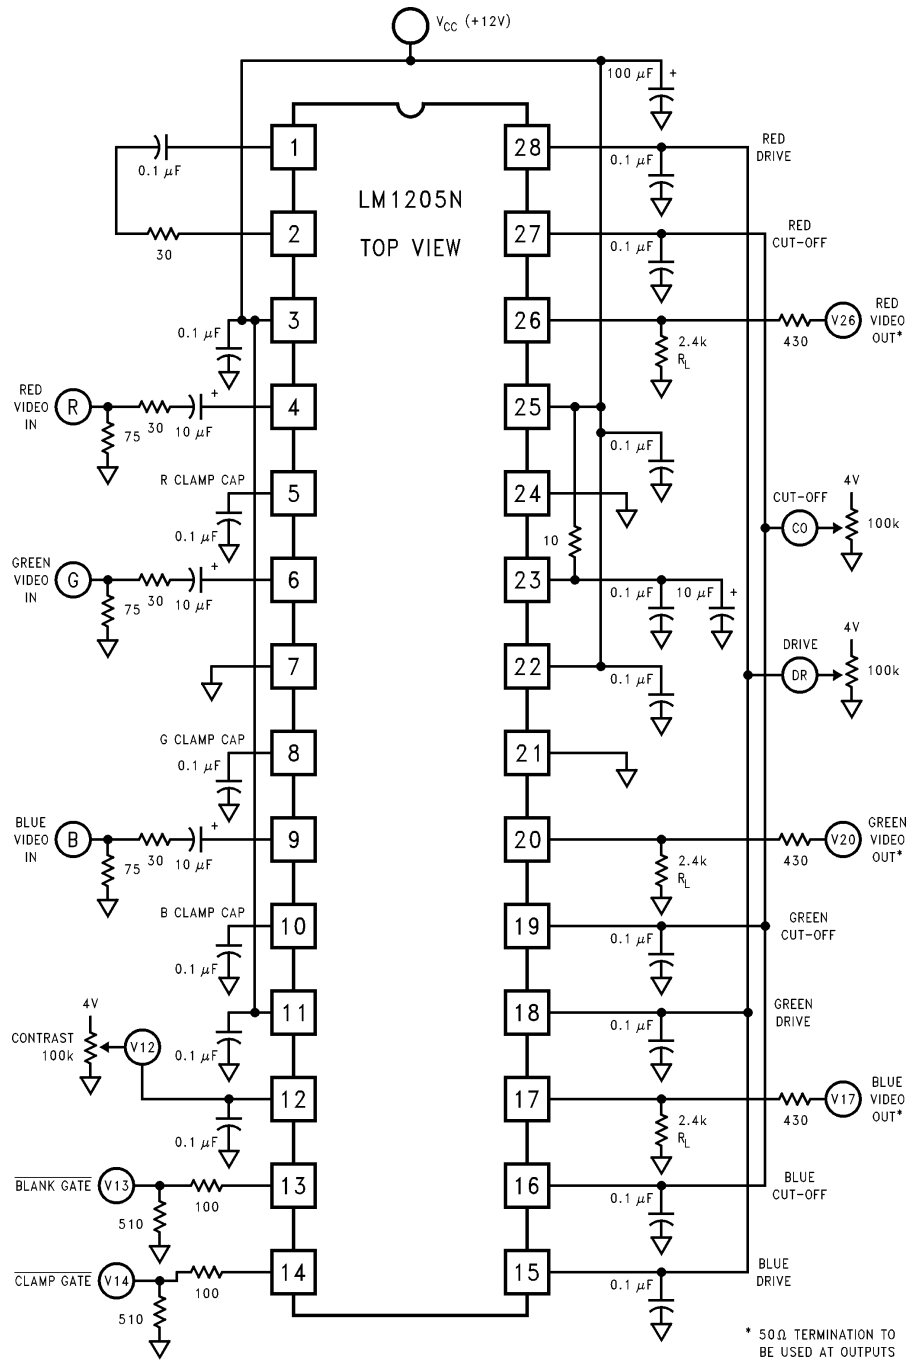 V_CC (+12V)
100 μF +
1
28
RED
DRIVE
0.1 μF
0.1 μF
LM1205N
TOP VIEW
2
27
RED
CUT-OFF
30
0.1 μF
3
26
0.1 μF
2.4k
R_L
430
V26
RED
VIDEO
OUT*
RED
VIDEO
IN
R
75
30
10 μF
+
4
25
0.1 μF
R CLAMP CAP
5
24
0.1 μF
10
CUT-OFF
CO
4V
100k
GREEN
VIDEO
IN
G
75
30
10 μF
+
6
23
0.1 μF
10 μF
+
7
22
0.1 μF
DRIVE
DR
4V
100k
G CLAMP CAP
0.1 μF
8
21
BLUE
VIDEO
IN
B
75
30
10 μF
+
9
20
2.4k
R_L
430
V20
GREEN
VIDEO
OUT*
B CLAMP CAP
0.1 μF
10
19
0.1 μF
GREEN
CUT-OFF
4V
CONTRAST
100k
V12
0.1 μF
11
18
0.1 μF
GREEN
DRIVE
0.1 μF
12
17
2.4k
R_L
430
V17
BLUE
VIDEO
OUT*
BLANK GATE
V13
510
100
13
16
0.1 μF
BLUE
CUT-OFF
CLAMP GATE
V14
510
100
14
15
0.1 μF
BLUE
DRIVE
* 50Ω TERMINATION TO
BE USED AT OUTPUTS